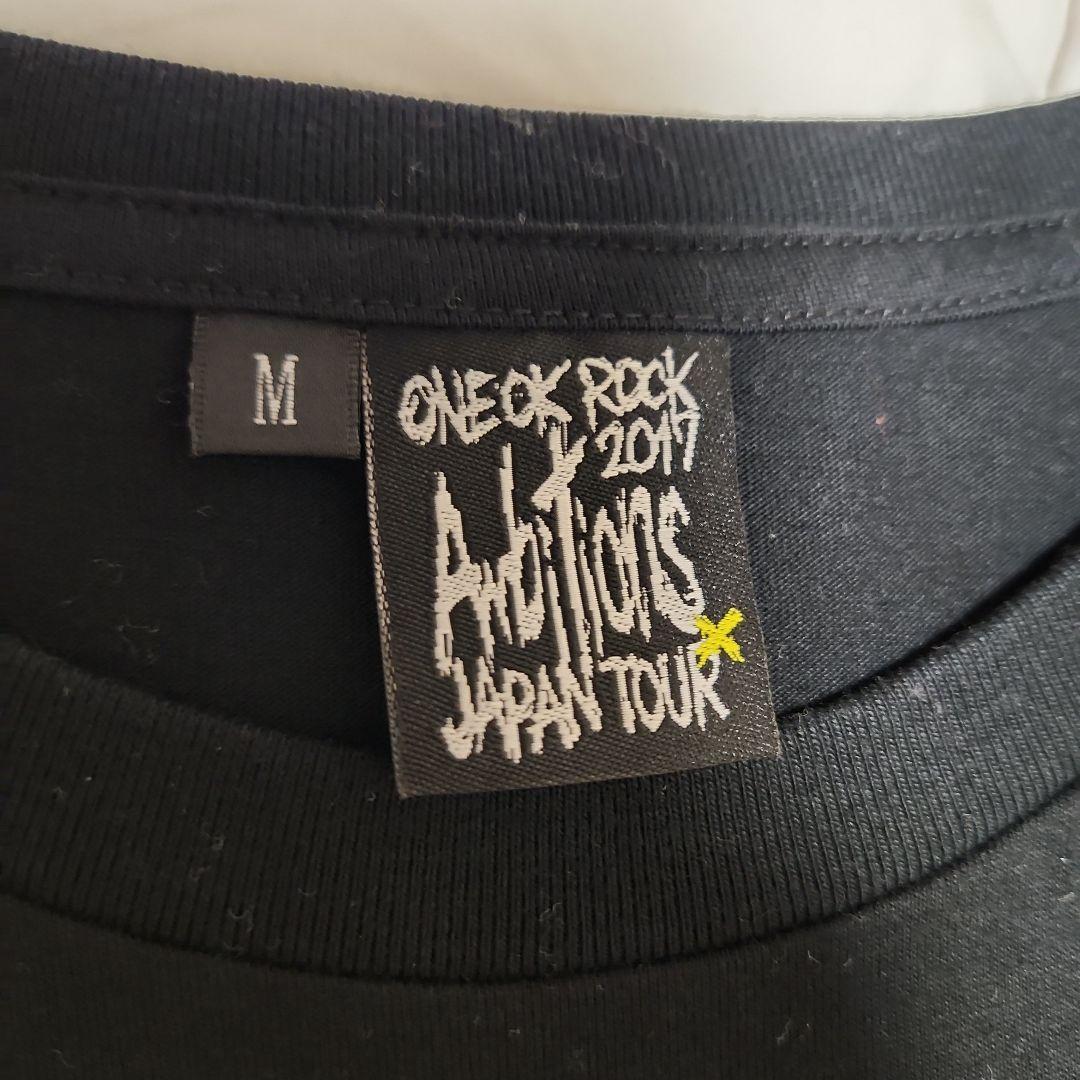 M
ONE OK ROCK
2017
Ambitions
JAPAN TOUR